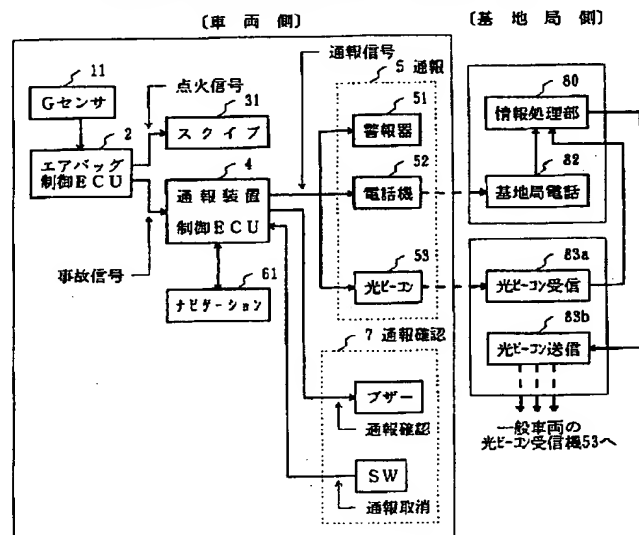 〔車両側〕
〔基地局側〕
11
Gセンサ
点火信号
31
スクイブ
2
エアバッグ
制御ECU
事故信号
4
通報装置
制御ECU
61
ナビゲーション
通報信号
5 通報
51
警報器
52
電話機
53
光ビーコン
7 通報確認
ブザー
通報確認
SW
通報取消
80
情報処理部
82
基地局電話
83a
光ビーコン受信
83b
光ビーコン送信
一般車両の
光ビーコン受信機53へ